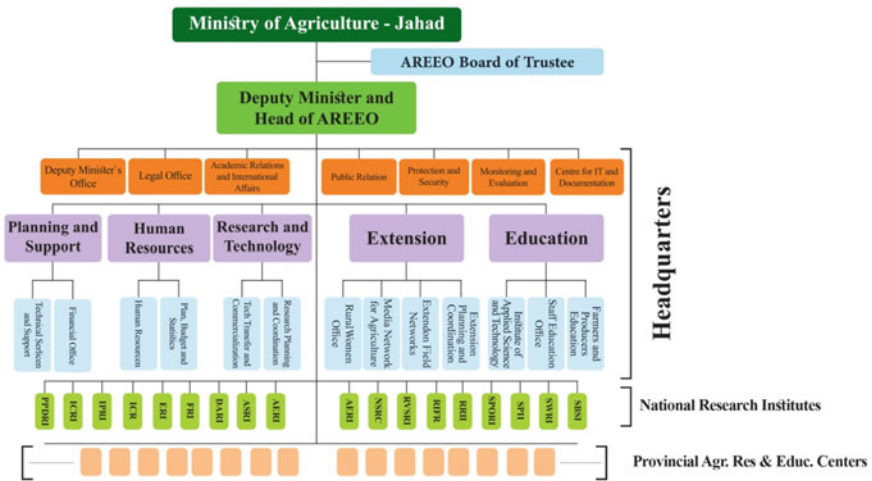 Ministry of Agriculture - Jahad
AREEO Board of Trustee
Deputy Minister and
Head of AREEO
Deputy Minister`s
Office
Legal Office
Academic Relations
and International
Affairs
Public Relation
Protection and
Security
Monitoring and
Evaluation
Centre for IT and
Documentation
Planning and
Support
Human
Resources
Research and
Technology
Extension
Education
Technical Serlicen
and Support
Financial Office
Human Resourcen
Plan, Budget and
Statistics
Tech Transfer and
Commercialization
Research Planning
and Coordination
Rural Women
Office
Media Network
for Agriculture
Extendon Field
Networks
Extension
Planning and
Coordination
Institute of
Applied Science
and Technology
Staff Education
Office
Farmers and
Producers
Education
Headquarters
PPDRI
ICRI
IPRI
ICR
ERI
FRI
DARI
ASRI
AERI
AERI
NSRC
RVSRI
RIFR
RRII
SPORI
SPII
SWRI
SBSI
National Research Institutes
Provincial Agr. Res & Educ. Centers